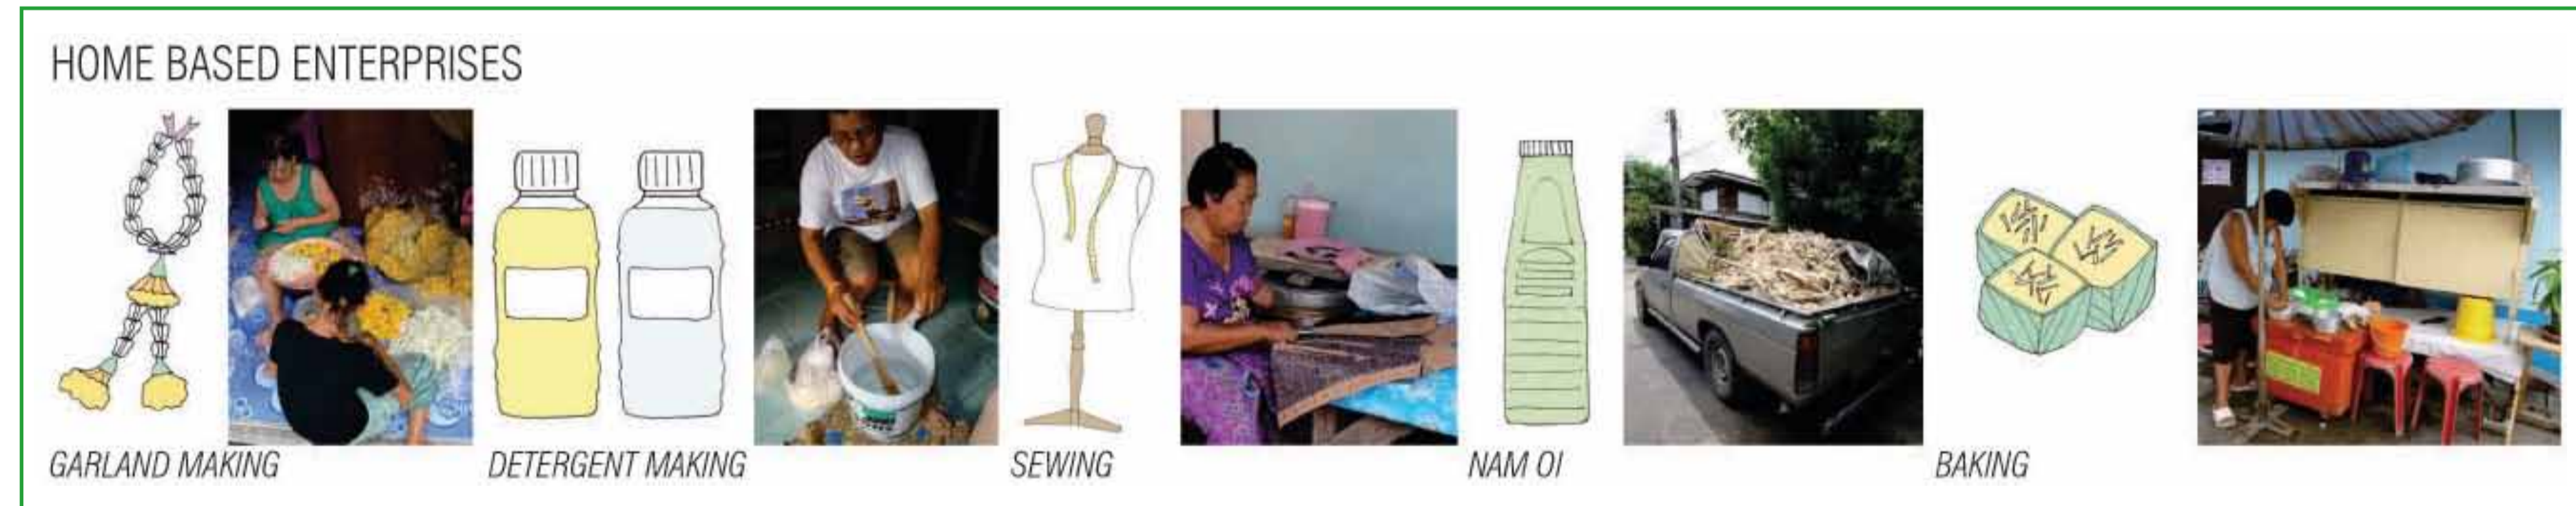 HOME BASED ENTERPRISES
GARLAND MAKING
DETERGENT MAKING
SEWING
NAM OI
BAKING